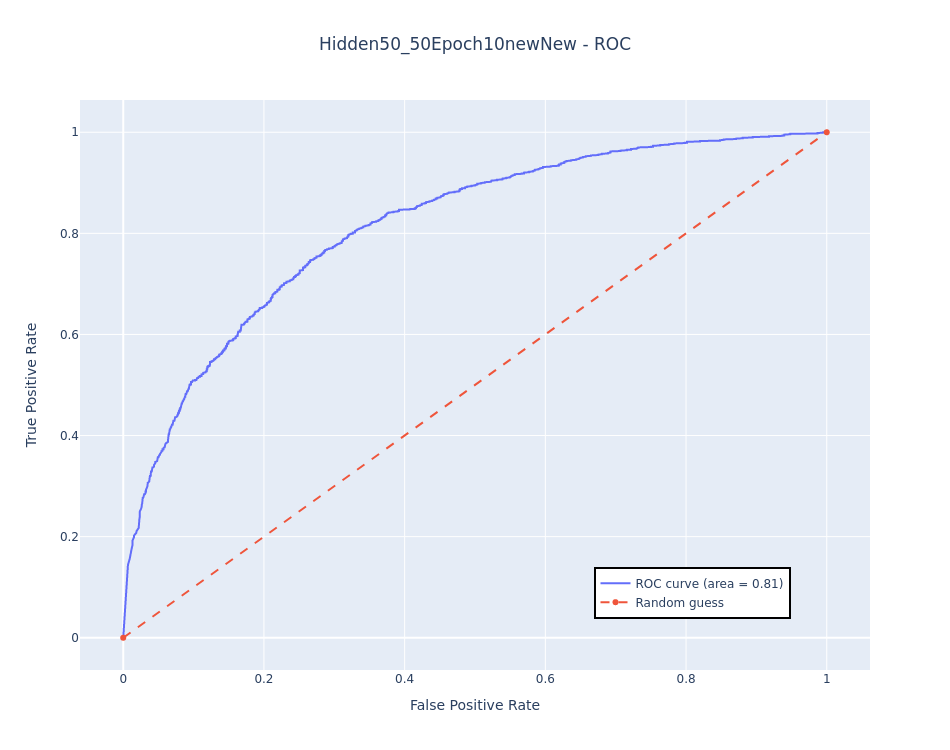 Hidden50_50Epoch10newNew - ROC
True Positive Rate
1
0.8
0.6
0.4
0.2
0
ROC curve (area = 0.81)
Random guess
0 0.2 0.4 0.6 0.8 1
False Positive Rate